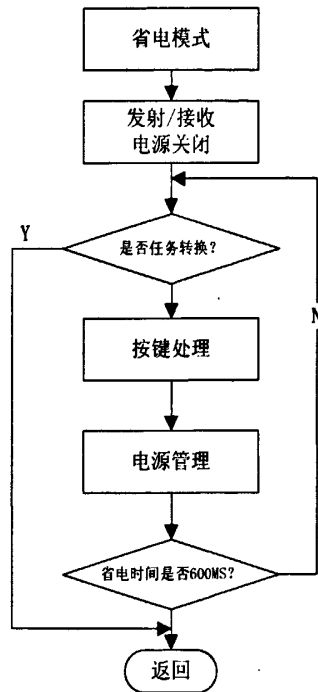 省电模式
发射/接收
电源关闭
Y
是否任务转换?
N
按键处理
电源管理
省电时间是否600MS?
返回